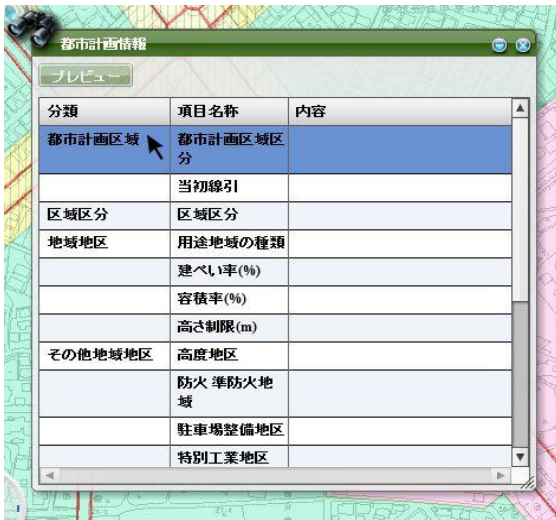 都市計画情報
プレビュー
分類 項目名称 内容
都市計画区域 都市計画区域区
分
当初線引
区域区分 区域区分
地域地区 用途地域の種類
建ぺい率(%)
容積率(%)
高さ制限(m)
その他地域地区 高度地区
防火 準防火地
域
駐車場整備地区
特別工業地区